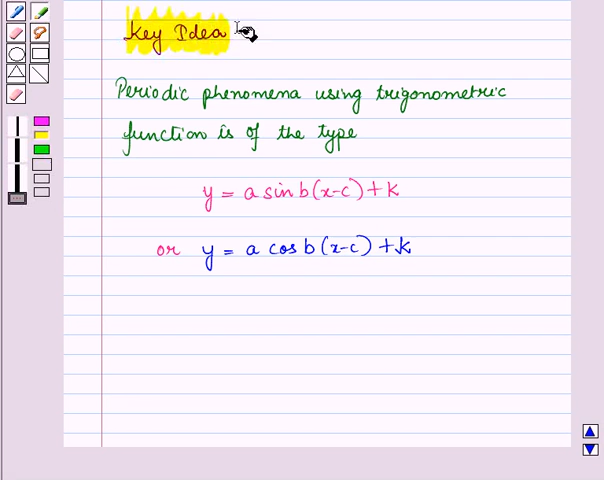 Key Idea
Periodic phenomena using trigonometric
function is of the type
y = a sin b(x-c) + k
or y = a cos b(x-c) + k